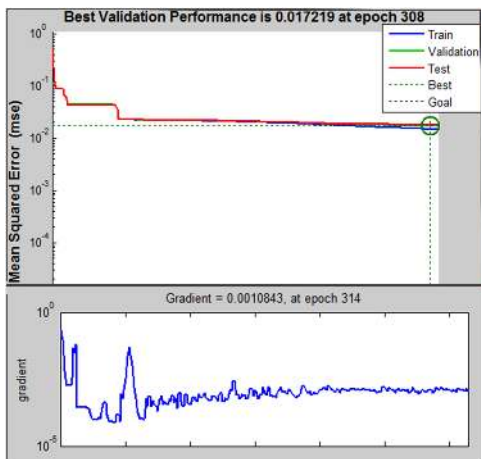 Best Validation Performance is 0.017219 at epoch 308
Train
Validation
Test
Best
Goal
Mean Squared Error (mse)
10^0
10^-1
10^-2
10^-3
10^-4
Gradient = 0.0010843, at epoch 314
gradient
10^0
10^-5